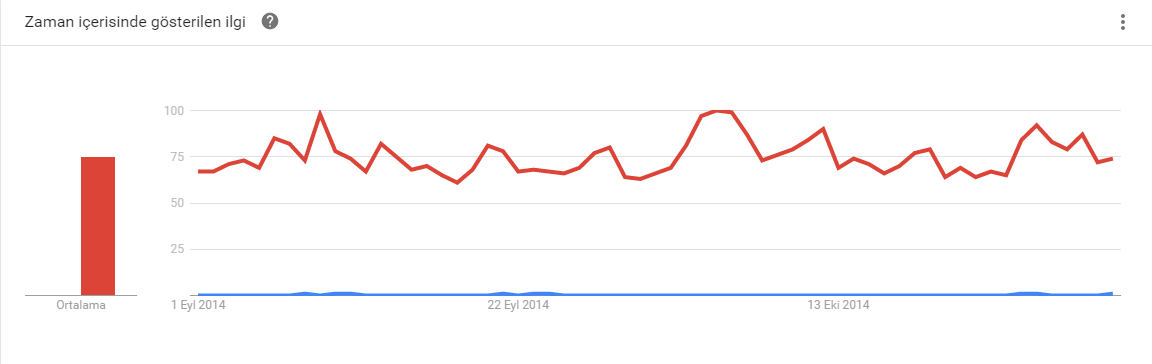 Zaman içerisinde gösterilen ilgi ?
100
75
50
25
Ortalama
1 Eyl 2014 22 Eyl 2014 13 Eki 2014